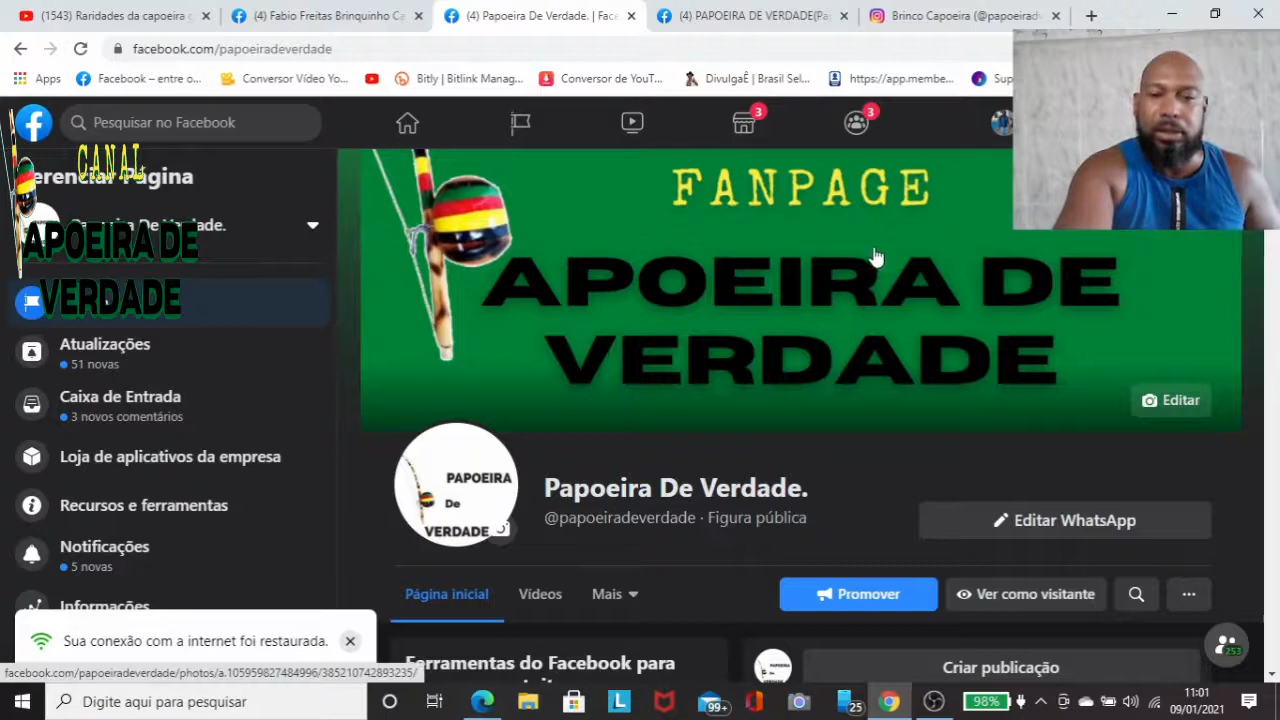 (1543) Raridades da capoeira
(4) Fabio Freitas Brinquinho Ca
(4) Papoeira De Verdade. | Face
(4) PAPOEIRA DE VERDADE(Pa
Brinco Capoeira (@papoeirad
facebook.com/papoeiradeverdade
Apps
Facebook – entre o...
Conversor Vídeo Yo...
Bitly | Bitlink Manag...
Conversor de YouT...
DivulgaÊ | Brasil Sel...
https://app.membe...
Sup
Pesquisar no Facebook
3
3
CANAL
erenciar Página
APOEIRA DE
VERDADE
FANPAGE
APOEIRA DE
VERDADE
Editar
Atualizações
51 novas
Caixa de Entrada
3 novos comentários
Loja de aplicativos da empresa
Recursos e ferramentas
Notificações
5 novas
Informações
PAPOEIRA
De
VERDADE
Papoeira De Verdade.
@papoeiradeverdade · Figura pública
Editar WhatsApp
Página inicial
Vídeos
Mais
Promover
Ver como visitante
Sua conexão com a internet foi restaurada.
Ferramentas do Facebook para
Criar publicação
253
facebook.com/papoeiradeverdade/photos/a.105959827484996/385210742893235/
Digite aqui para pesquisar
99+
25
98%
11:01
09/01/2021